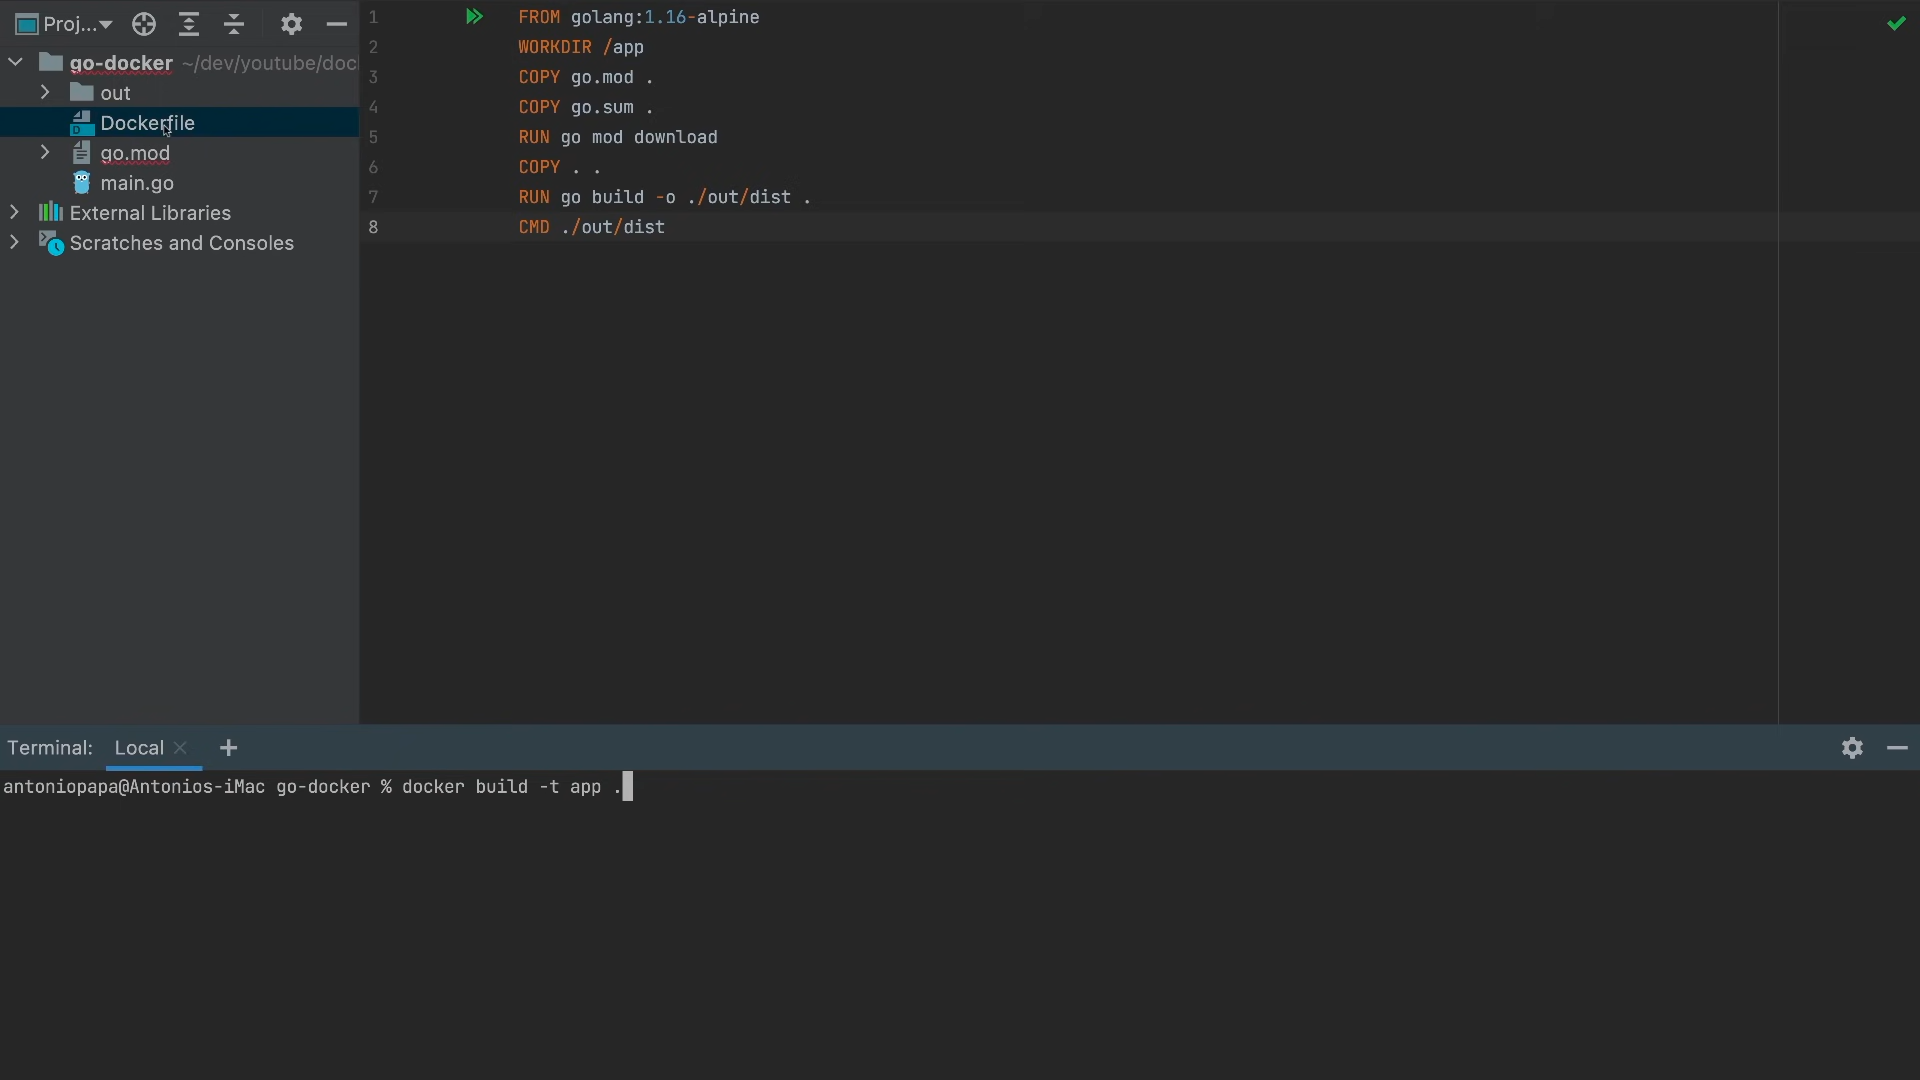 Proj...
go-docker ~/dev/youtube/doc
out
Dockerfile
go.mod
main.go
External Libraries
Scratches and Consoles
1 FROM golang:1.16-alpine
2 WORKDIR /app
3 COPY go.mod .
4 COPY go.sum .
5 RUN go mod download
6 COPY . .
7 RUN go build -o ./out/dist .
8 CMD ./out/dist
Terminal: Local
antoniopapa@Antonios-iMac go-docker % docker build -t app .